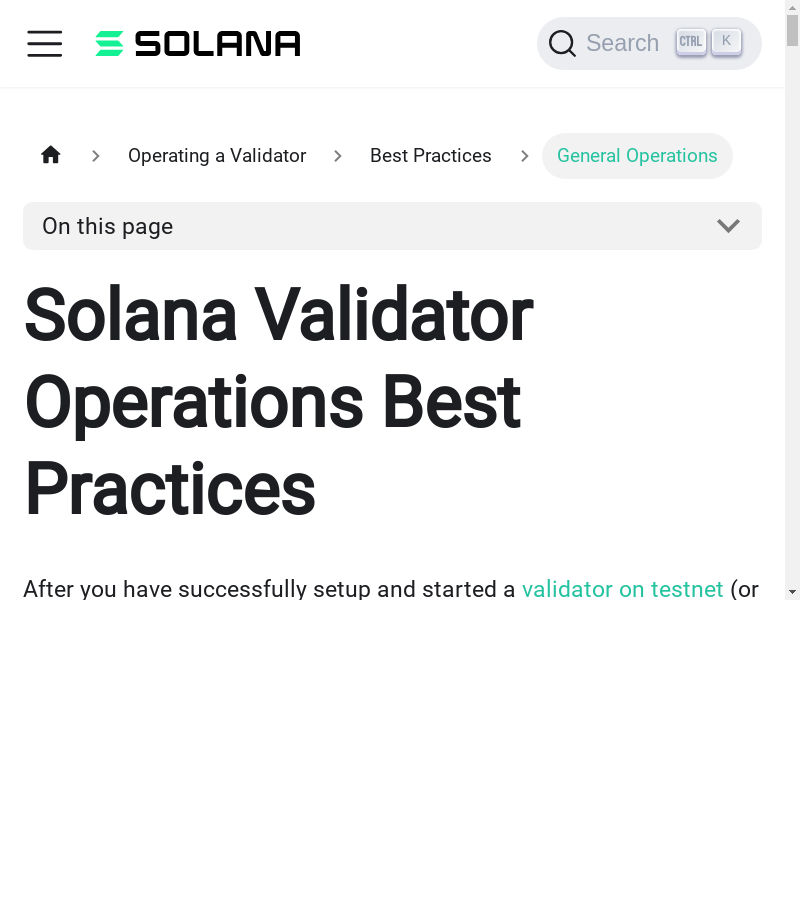 SOLANA
Search CTRL K
Operating a Validator Best Practices General Operations
On this page
Solana Validator
Operations Best
Practices
After you have successfully setup and started a validator on testnet (or